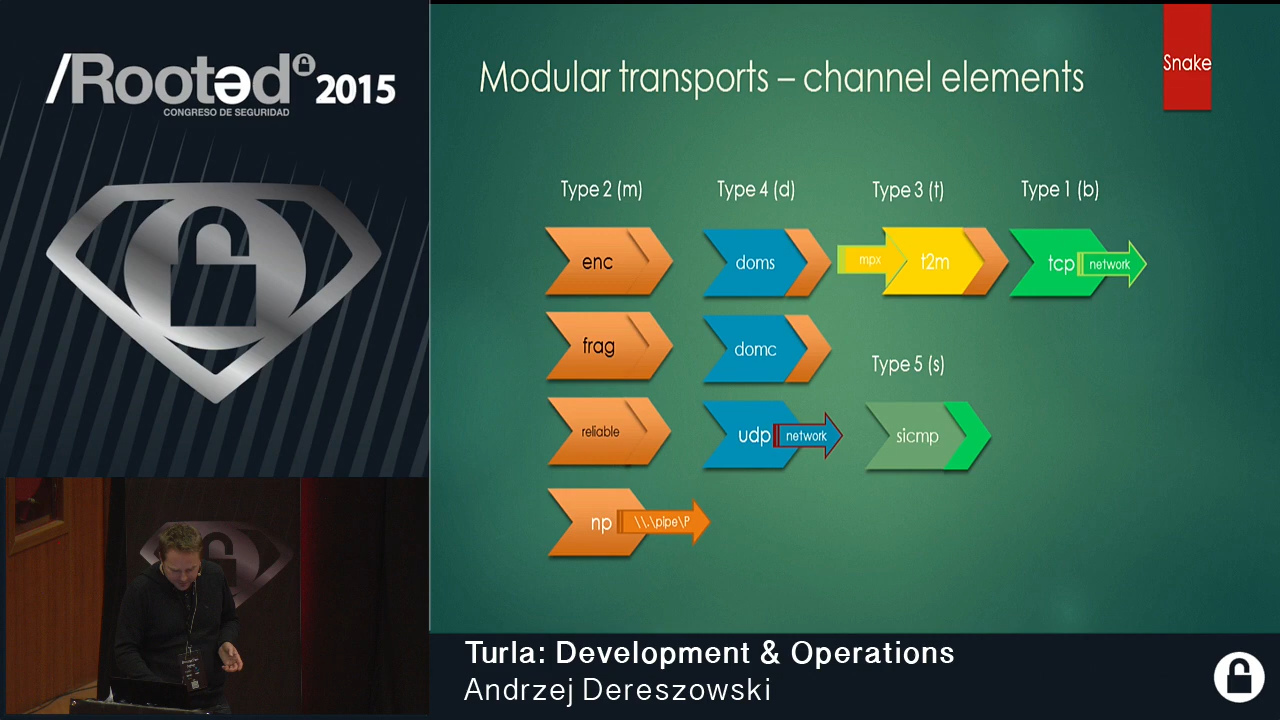 /Rootəd 2015
CONGRESO DE SEGURIDAD
Modular transports – channel elements
Snake
Type 2 (m)
Type 4 (d)
Type 3 (t)
Type 1 (b)
enc
doms
mpx
t2m
tcp
network
frag
domc
Type 5 (s)
reliable
udp
network
sicmp
np
\\.\pipe\P
Turla: Development & Operations
Andrzej Dereszowski